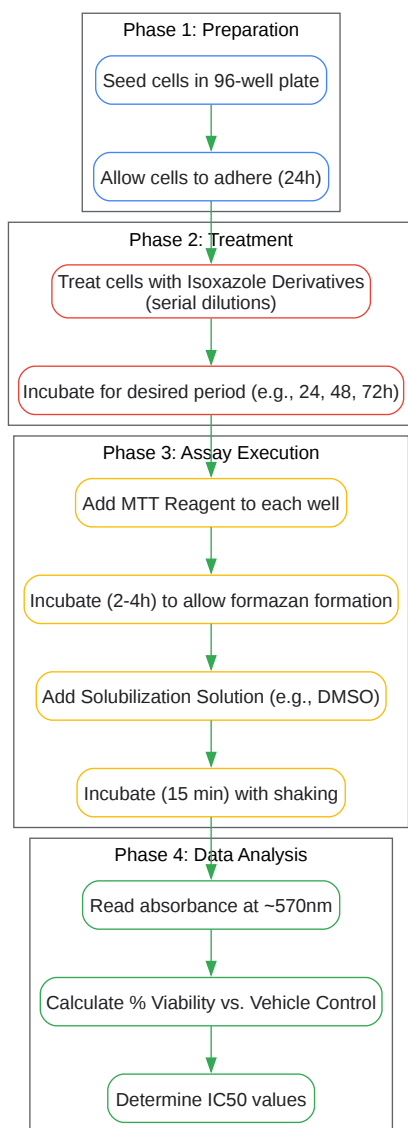 Phase 1: Preparation
Seed cells in 96-well plate
Allow cells to adhere (24h)
Phase 2: Treatment
Treat cells with Isoxazole Derivatives
(serial dilutions)
Incubate for desired period (e.g., 24, 48, 72h)
Phase 3: Assay Execution
Add MTT Reagent to each well
Incubate (2-4h) to allow formazan formation
Add Solubilization Solution (e.g., DMSO)
Incubate (15 min) with shaking
Phase 4: Data Analysis
Read absorbance at ~570nm
Calculate % Viability vs. Vehicle Control
Determine IC50 values